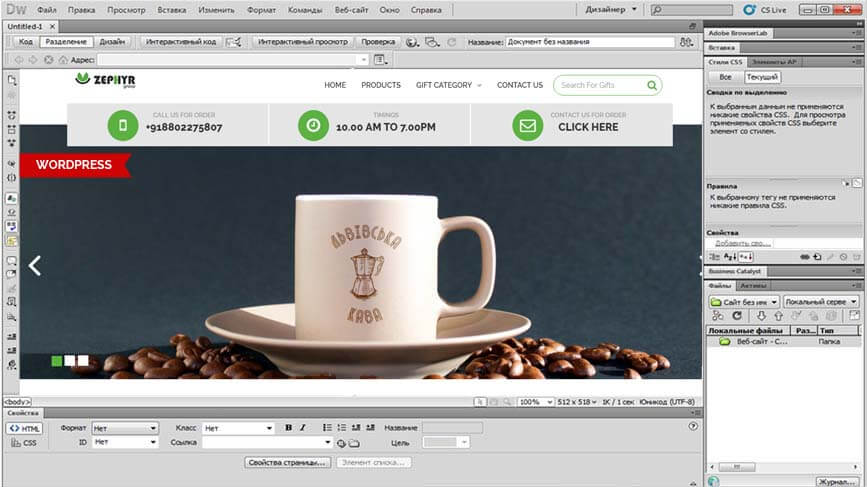 Dw Файл Правка Просмотр Вставка Изменить Формат Команды Веб-сайт Окно Справка Дизайнер CS Live
Untitled-1
Код Разделение Дизайн Интерактивный код Интерактивный просмотр Проверка Название: Документ без названия
Адрес:
ZEPHYR
group
HOME PRODUCTS GIFT CATEGORY CONTACT US Search For Gifts
CALL US FOR ORDER
+918802275807
TIMINGS
10.00 AM TO 7.00PM
CONTACT US FOR ORDER
CLICK HERE
WORDPRESS
ЛЬВІВСЬКА
КАВА
<body>
100% 512 x 518 1K / 1 сек Юникод (UTF-8)
Свойства
<> HTML Формат Нет Класс Нет B I Название
CSS ID Нет Ссылка Цель
Свойства страницы... Элемент списка...
Adobe BrowserLab
Вставка
Стили CSS Элементы AP
Все Текущий
Сводка по выделению
К выбранным данным не применяются
никакие свойства CSS. Для просмотра
применяемых свойств CSS выберите
элемент со стилем.
Правила
К выбранному тегу не применяются
никакие правила CSS.
Свойства
Добавить сво...
Business Catalyst
Файлы Активы
Сайт без имє Локальный серве
Локальные файлы Раз... Тип
Веб-сайт - С... Папка
Журнал...